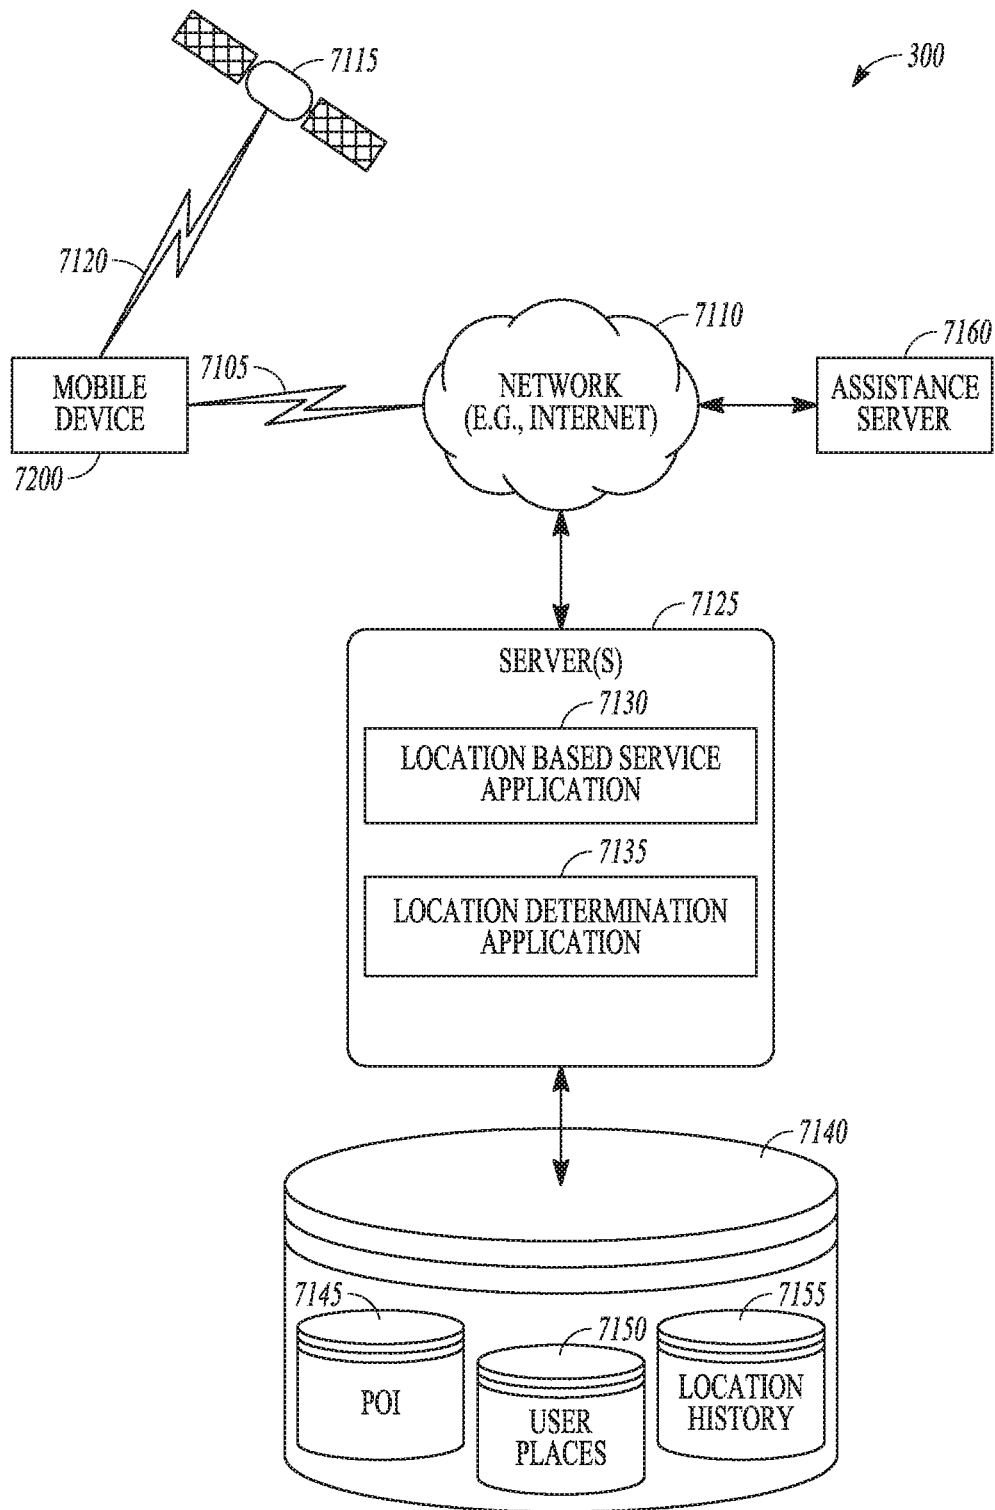 7115
300
7120
7110
7105
7160
MOBILE
DEVICE
NETWORK
(E.G., INTERNET)
ASSISTANCE
SERVER
7200
7125
SERVER(S)
7130
LOCATION BASED SERVICE
APPLICATION
7135
LOCATION DETERMINATION
APPLICATION
7140
7145
7150
7155
POI
USER
PLACES
LOCATION
HISTORY